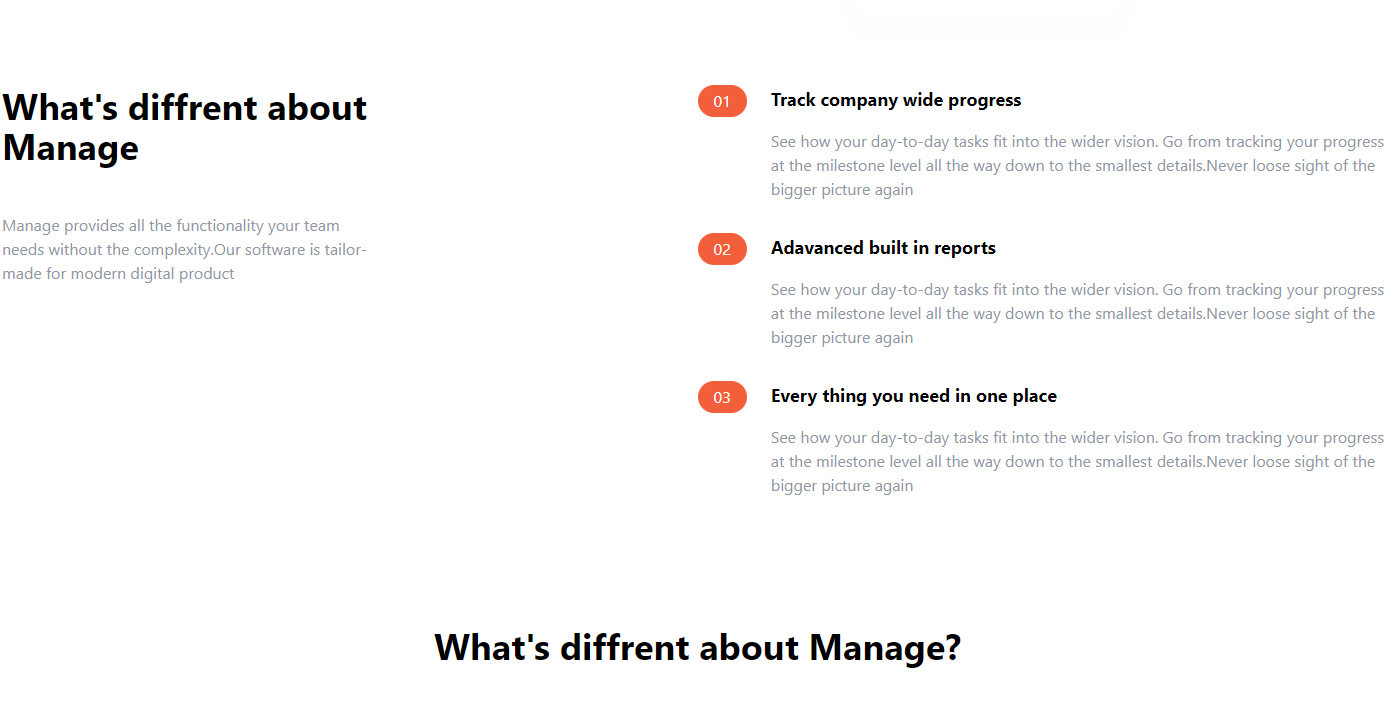 What's diffrent about
Manage
Manage provides all the functionality your team
needs without the complexity.Our software is tailor-
made for modern digital product
01
Track company wide progress
See how your day-to-day tasks fit into the wider vision. Go from tracking your progress
at the milestone level all the way down to the smallest details.Never loose sight of the
bigger picture again
02
Adavanced built in reports
See how your day-to-day tasks fit into the wider vision. Go from tracking your progress
at the milestone level all the way down to the smallest details.Never loose sight of the
bigger picture again
03
Every thing you need in one place
See how your day-to-day tasks fit into the wider vision. Go from tracking your progress
at the milestone level all the way down to the smallest details.Never loose sight of the
bigger picture again
What's diffrent about Manage?